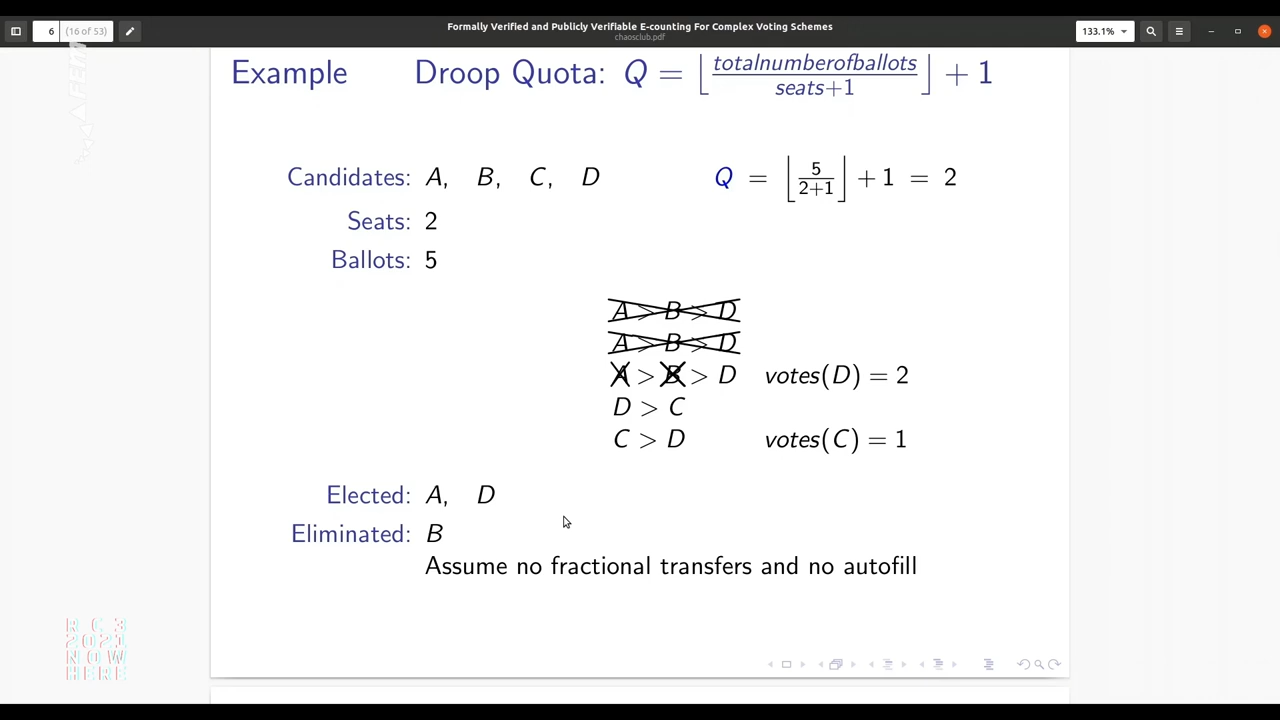 Formally Verified and Publicly Verifiable E-counting For Complex Voting Schemes
chaosclub.pdf
6 (16 of 53)
133.1%
Example Droop Quota: Q = ⌊totalnumberofballots / seats+1⌋ + 1
Candidates: A, B, C, D Q = ⌊5 / 2+1⌋ + 1 = 2
Seats: 2
Ballots: 5
A > B > D
A > B > D
A > B > D votes(D) = 2
D > C
C > D votes(C) = 1
Elected: A, D
Eliminated: B
Assume no fractional transfers and no autofill
R C 3
2021
N O W
H E R E